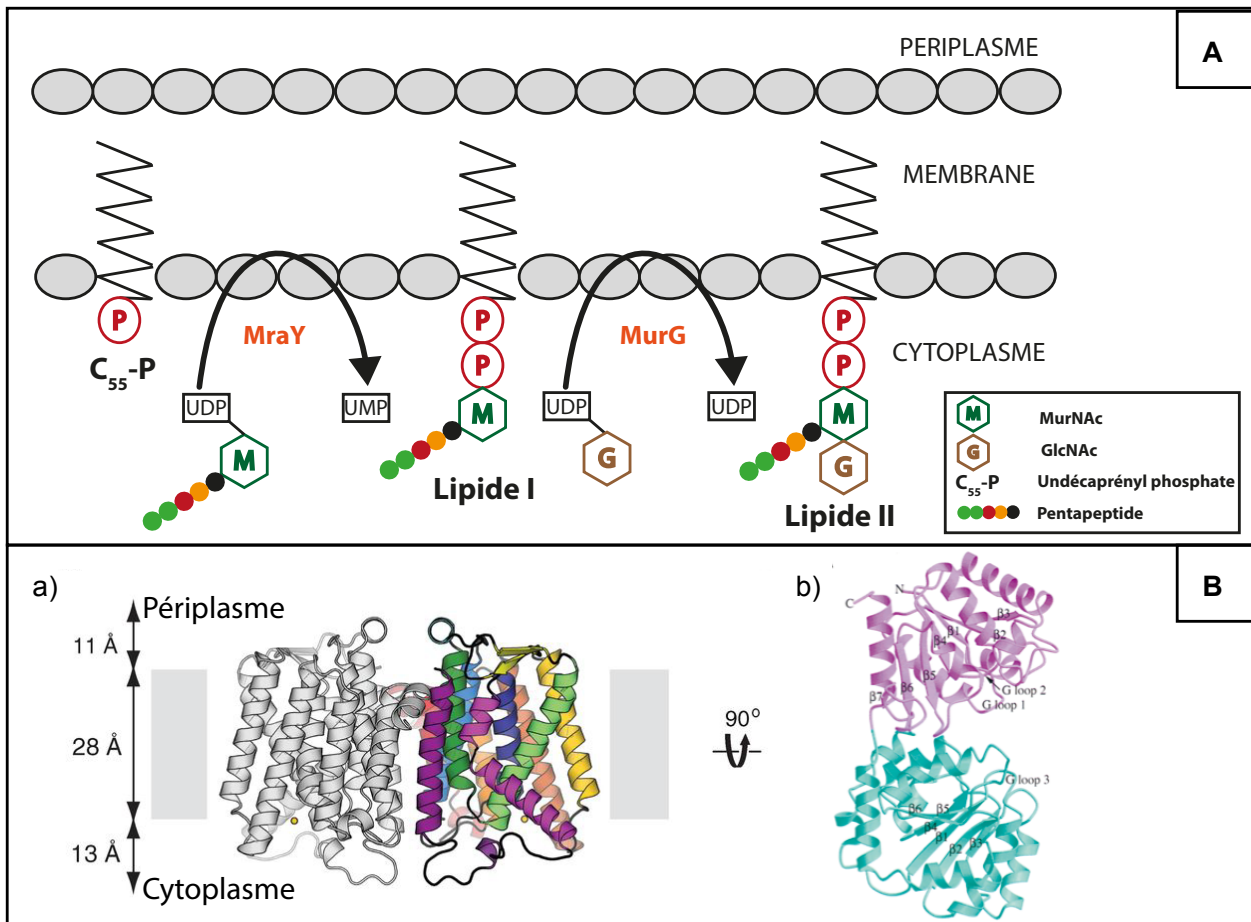 A
PERIPLASME
MEMBRANE
P
C55-P
MraY
UDP
M
UMP
P
P
M
Lipide I
MurG
UDP
G
UDP
P
P
M
G
Lipide II
CYTOPLASME
M MurNAc
G GlcNAc
C55-P Undécaprényl phosphate
Pentapeptide
B
a)
Périplasme
11 Å
28 Å
13 Å
Cytoplasme
90°
b)
C
N
β3
β1
β4
β2
β5
G loop 2
β6
G loop 1
β7
G loop 3
β6
β5
β4
β1
β3
β2